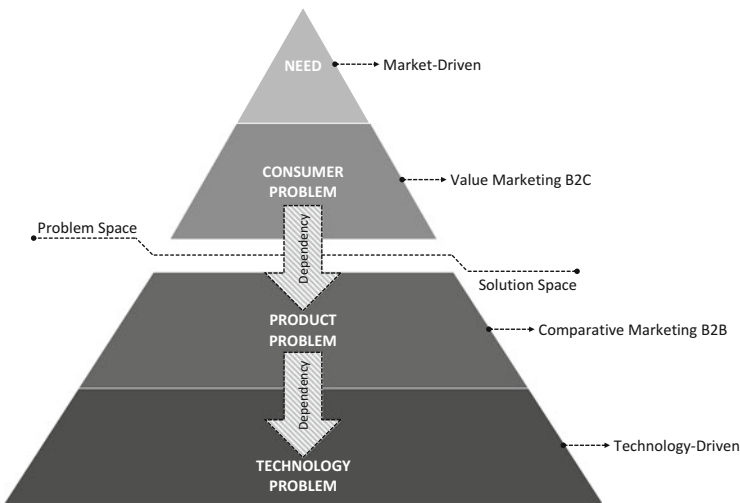 NEED
Market-Driven
CONSUMER
PROBLEM
Value Marketing B2C
Problem Space
Dependency
Solution Space
PRODUCT
PROBLEM
Comparative Marketing B2B
Dependency
Technology-Driven
TECHNOLOGY
PROBLEM